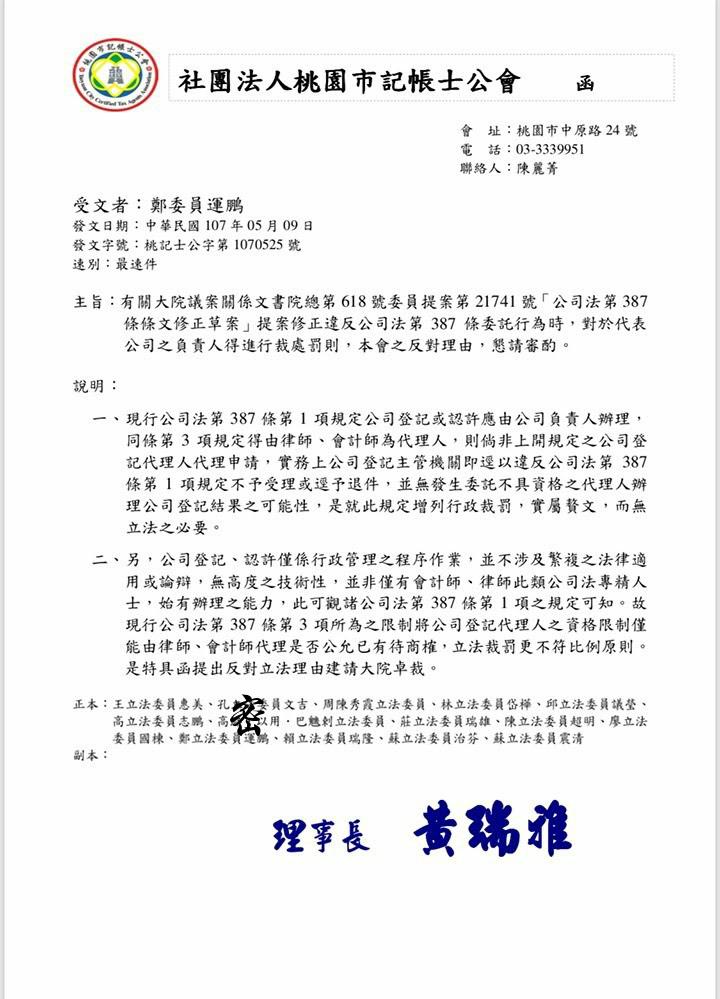 桃園市記帳士公會
Taoyuan City Certified Tax Agents Association
社團法人桃園市記帳士公會 函
會 址：桃園市中原路 24 號
電 話：03-3339951
聯絡人：陳麗菁
受文者：鄭委員運鵬
發文日期：中華民國 107 年 05 月 09 日
發文字號：桃記士公字第 1070525 號
速別：最速件
主旨：有關大院議案關係文書院總第 618 號委員提案第 21741 號「公司法第 387
條條文修正草案」提案修正違反公司法第 387 條委託行為時，對於代表
公司之負責人得進行裁處罰則，本會之反對理由，懇請審酌。
說明：
一、現行公司法第 387 條第 1 項規定公司登記或認許應由公司負責人辦理，
同條第 3 項規定得由律師、會計師為代理人，則倘非上開規定之公司登
記代理人代理申請，實務上公司登記主管機關即逕以違反公司法第 387
條第 1 項規定不予受理或逕予退件，並無發生委託不具資格之代理人辦
理公司登記結果之可能性，是就此規定增列行政裁罰，實屬贅文，而無
立法之必要。
二、另，公司登記、認許僅係行政管理之程序作業，並不涉及繁複之法律適
用或論辯，無高度之技術性，並非僅有會計師、律師此類公司法專精人
士，始有辦理之能力，此可觀諸公司法第 387 條第 1 項之規定可知。故
現行公司法第 387 條第 3 項所為之限制將公司登記代理人之資格限制僅
能由律師、會計師代理是否公允已有待商榷，立法裁罰更不符比例原則。
是特具函提出反對立法理由建請大院卓裁。
正本：王立法委員惠美、孔 委員文吉、周陳秀霞立法委員、林立法委員岱樺、邱立法委員議瑩、
高立法委員志鵬、高 以用．巴魕剌立法委員、莊立法委員瑞雄、陳立法委員超明、廖立法
委員國棟、鄭立法委員運鵬、賴立法委員瑞隆、蘇立法委員治芬、蘇立法委員震清
密
副本：
理事長 黃瑞雅